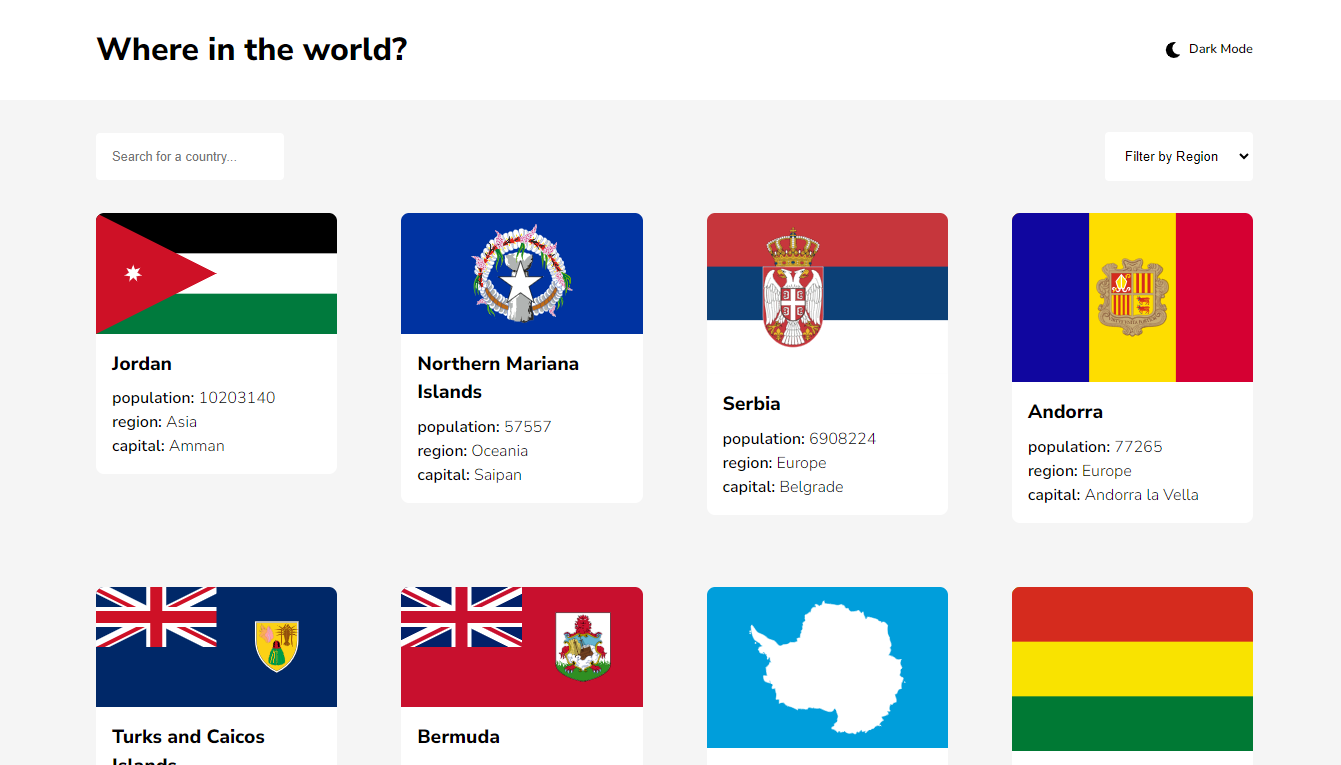 Where in the world?
Dark Mode
Search for a country...
Filter by Region
Jordan
population: 10203140
region: Asia
capital: Amman
Northern Mariana
Islands
population: 57557
region: Oceania
capital: Saipan
Serbia
population: 6908224
region: Europe
capital: Belgrade
Andorra
population: 77265
region: Europe
capital: Andorra la Vella
Turks and Caicos
Islands
Bermuda